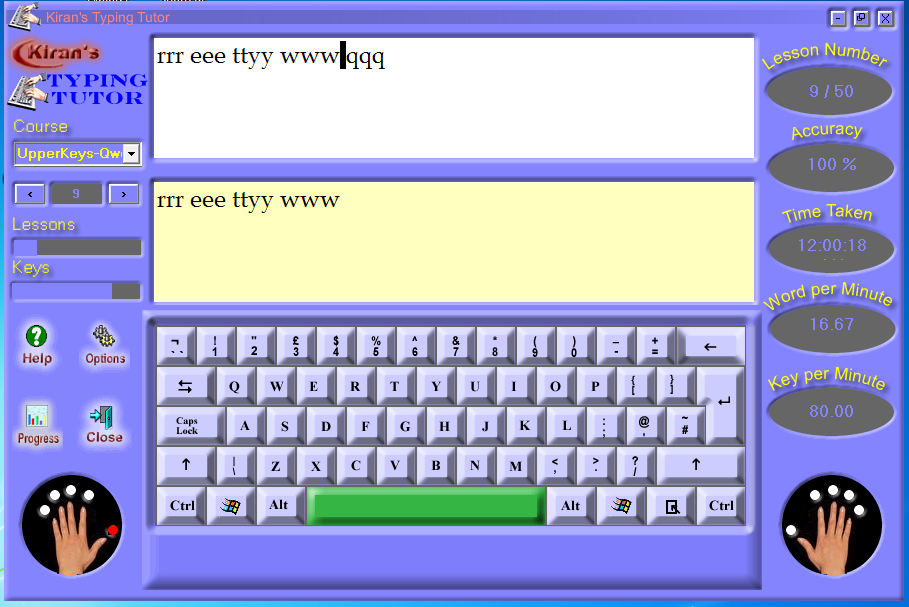 Kiran's Typing Tutor
Kiran's
TYPING
TUTOR
Course
UpperKeys-Qw
< 9 >
Lessons
Keys
Help
Options
Progress
Close
rrr eee ttyy www qqq
rrr eee ttyy www
¬ ! " £ $ % ^ & * ( ) _ +
` 1 2 3 4 5 6 7 8 9 0 - = ←
Q W E R T Y U I O P { [ } ]
Caps Lock A S D F G H J K L : ; @ ' ~ #
↑ | \ Z X C V B N M < , > . ? / ↑
Ctrl Alt Alt Ctrl
Lesson Number
9 / 50
Accuracy
100 %
Time Taken
12:00:18
Word per Minute
16.67
Key per Minute
80.00